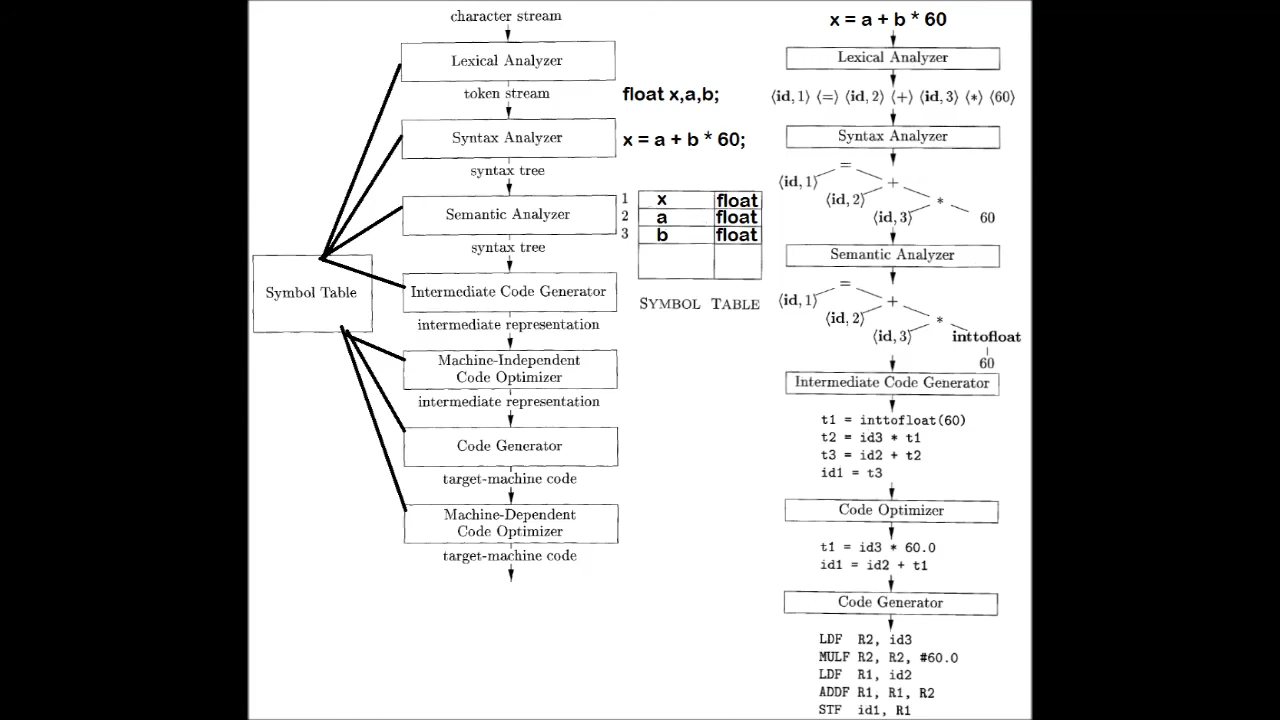 character stream
Lexical Analyzer
token stream
Syntax Analyzer
syntax tree
Semantic Analyzer
syntax tree
Intermediate Code Generator
intermediate representation
Machine-Independent
Code Optimizer
intermediate representation
Code Generator
target-machine code
Machine-Dependent
Code Optimizer
target-machine code
Symbol Table
float x,a,b;
x = a + b * 60;
1 x float
2 a float
3 b float
SYMBOL TABLE
x = a + b * 60
Lexical Analyzer
⟨id, 1⟩ ⟨=⟩ ⟨id, 2⟩ ⟨+⟩ ⟨id, 3⟩ ⟨*⟩ ⟨60⟩
Syntax Analyzer
=
⟨id, 1⟩ +
⟨id, 2⟩ *
⟨id, 3⟩ 60
Semantic Analyzer
=
⟨id, 1⟩ +
⟨id, 2⟩ *
⟨id, 3⟩ inttofloat
60
Intermediate Code Generator
t1 = inttofloat(60)
t2 = id3 * t1
t3 = id2 + t2
id1 = t3
Code Optimizer
t1 = id3 * 60.0
id1 = id2 + t1
Code Generator
LDF R2, id3
MULF R2, R2, #60.0
LDF R1, id2
ADDF R1, R1, R2
STF id1, R1